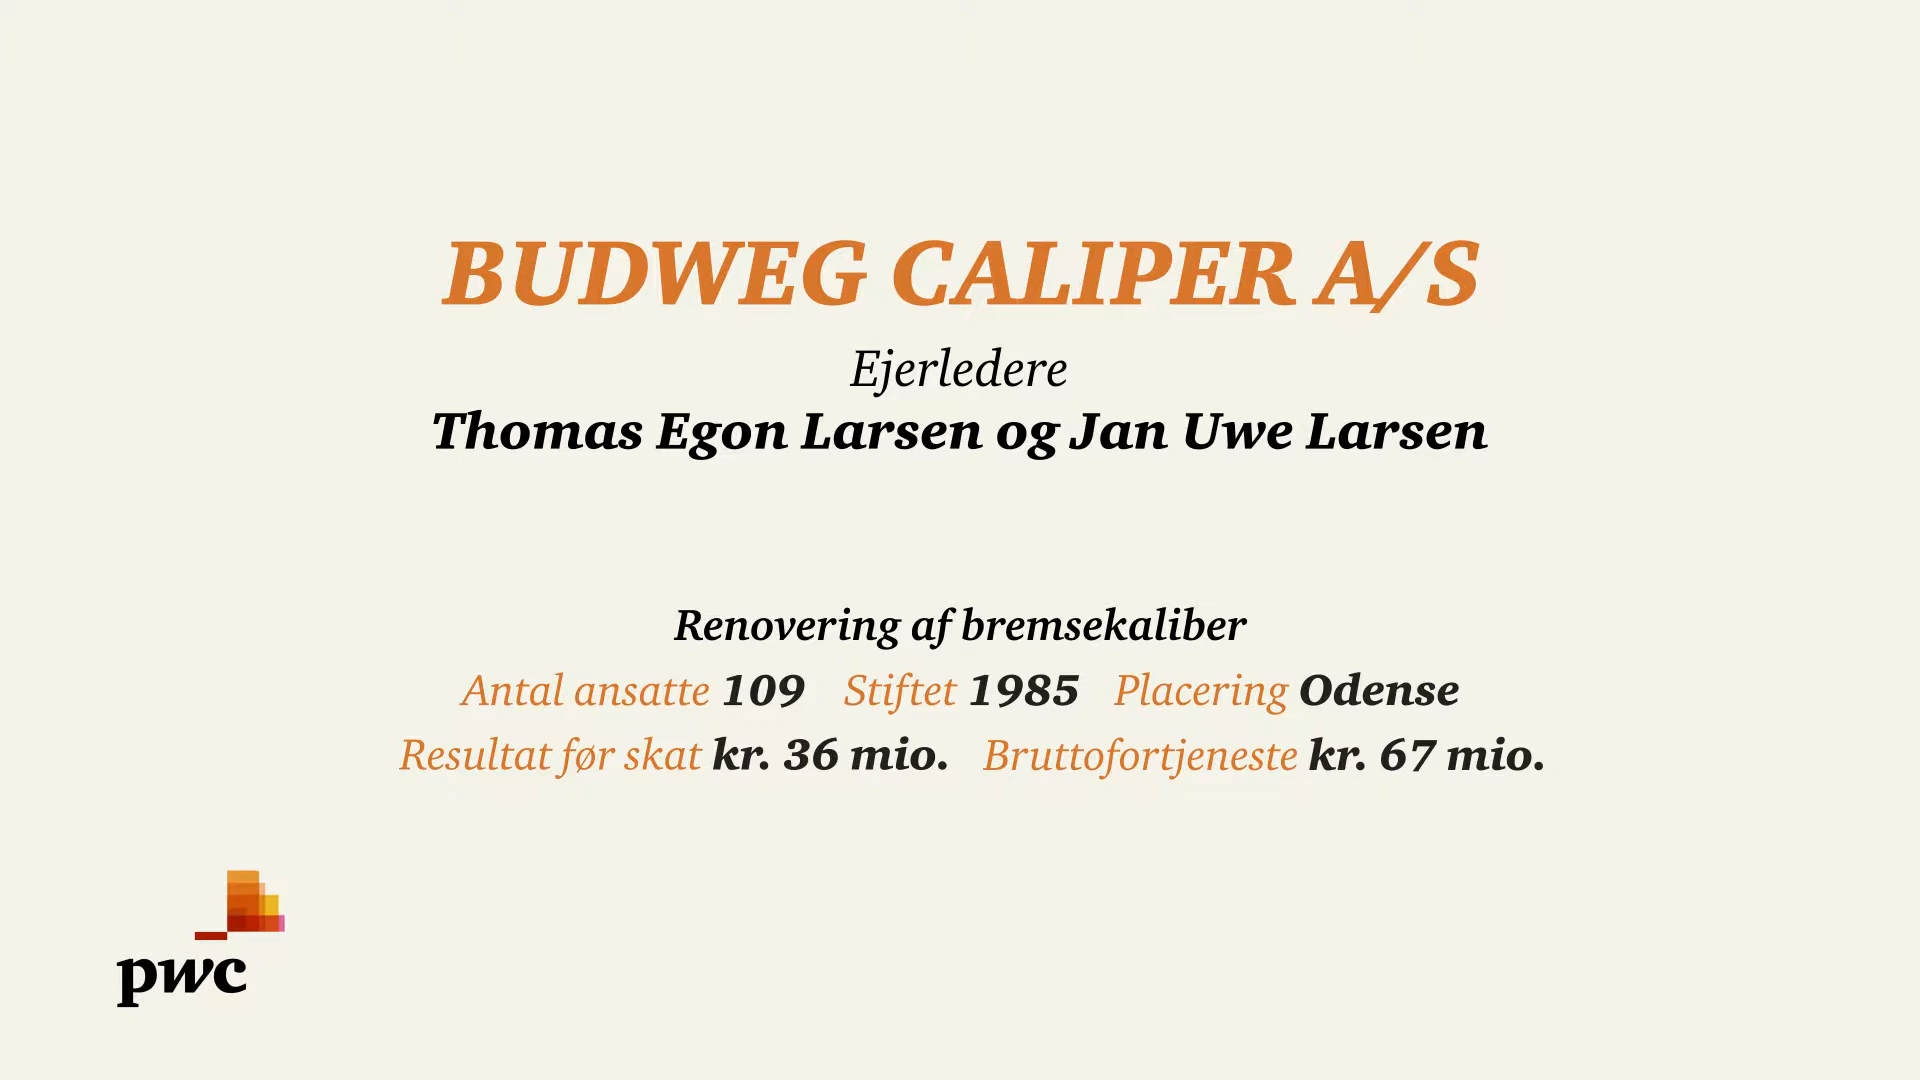 BUDWEG CALIPER A/S
Ejerledere
Thomas Egon Larsen og Jan Uwe Larsen
Renovering af bremsekaliber
Antal ansatte 109 Stiftet 1985 Placering Odense
Resultat før skat kr. 36 mio. Bruttofortjeneste kr. 67 mio.
pwc